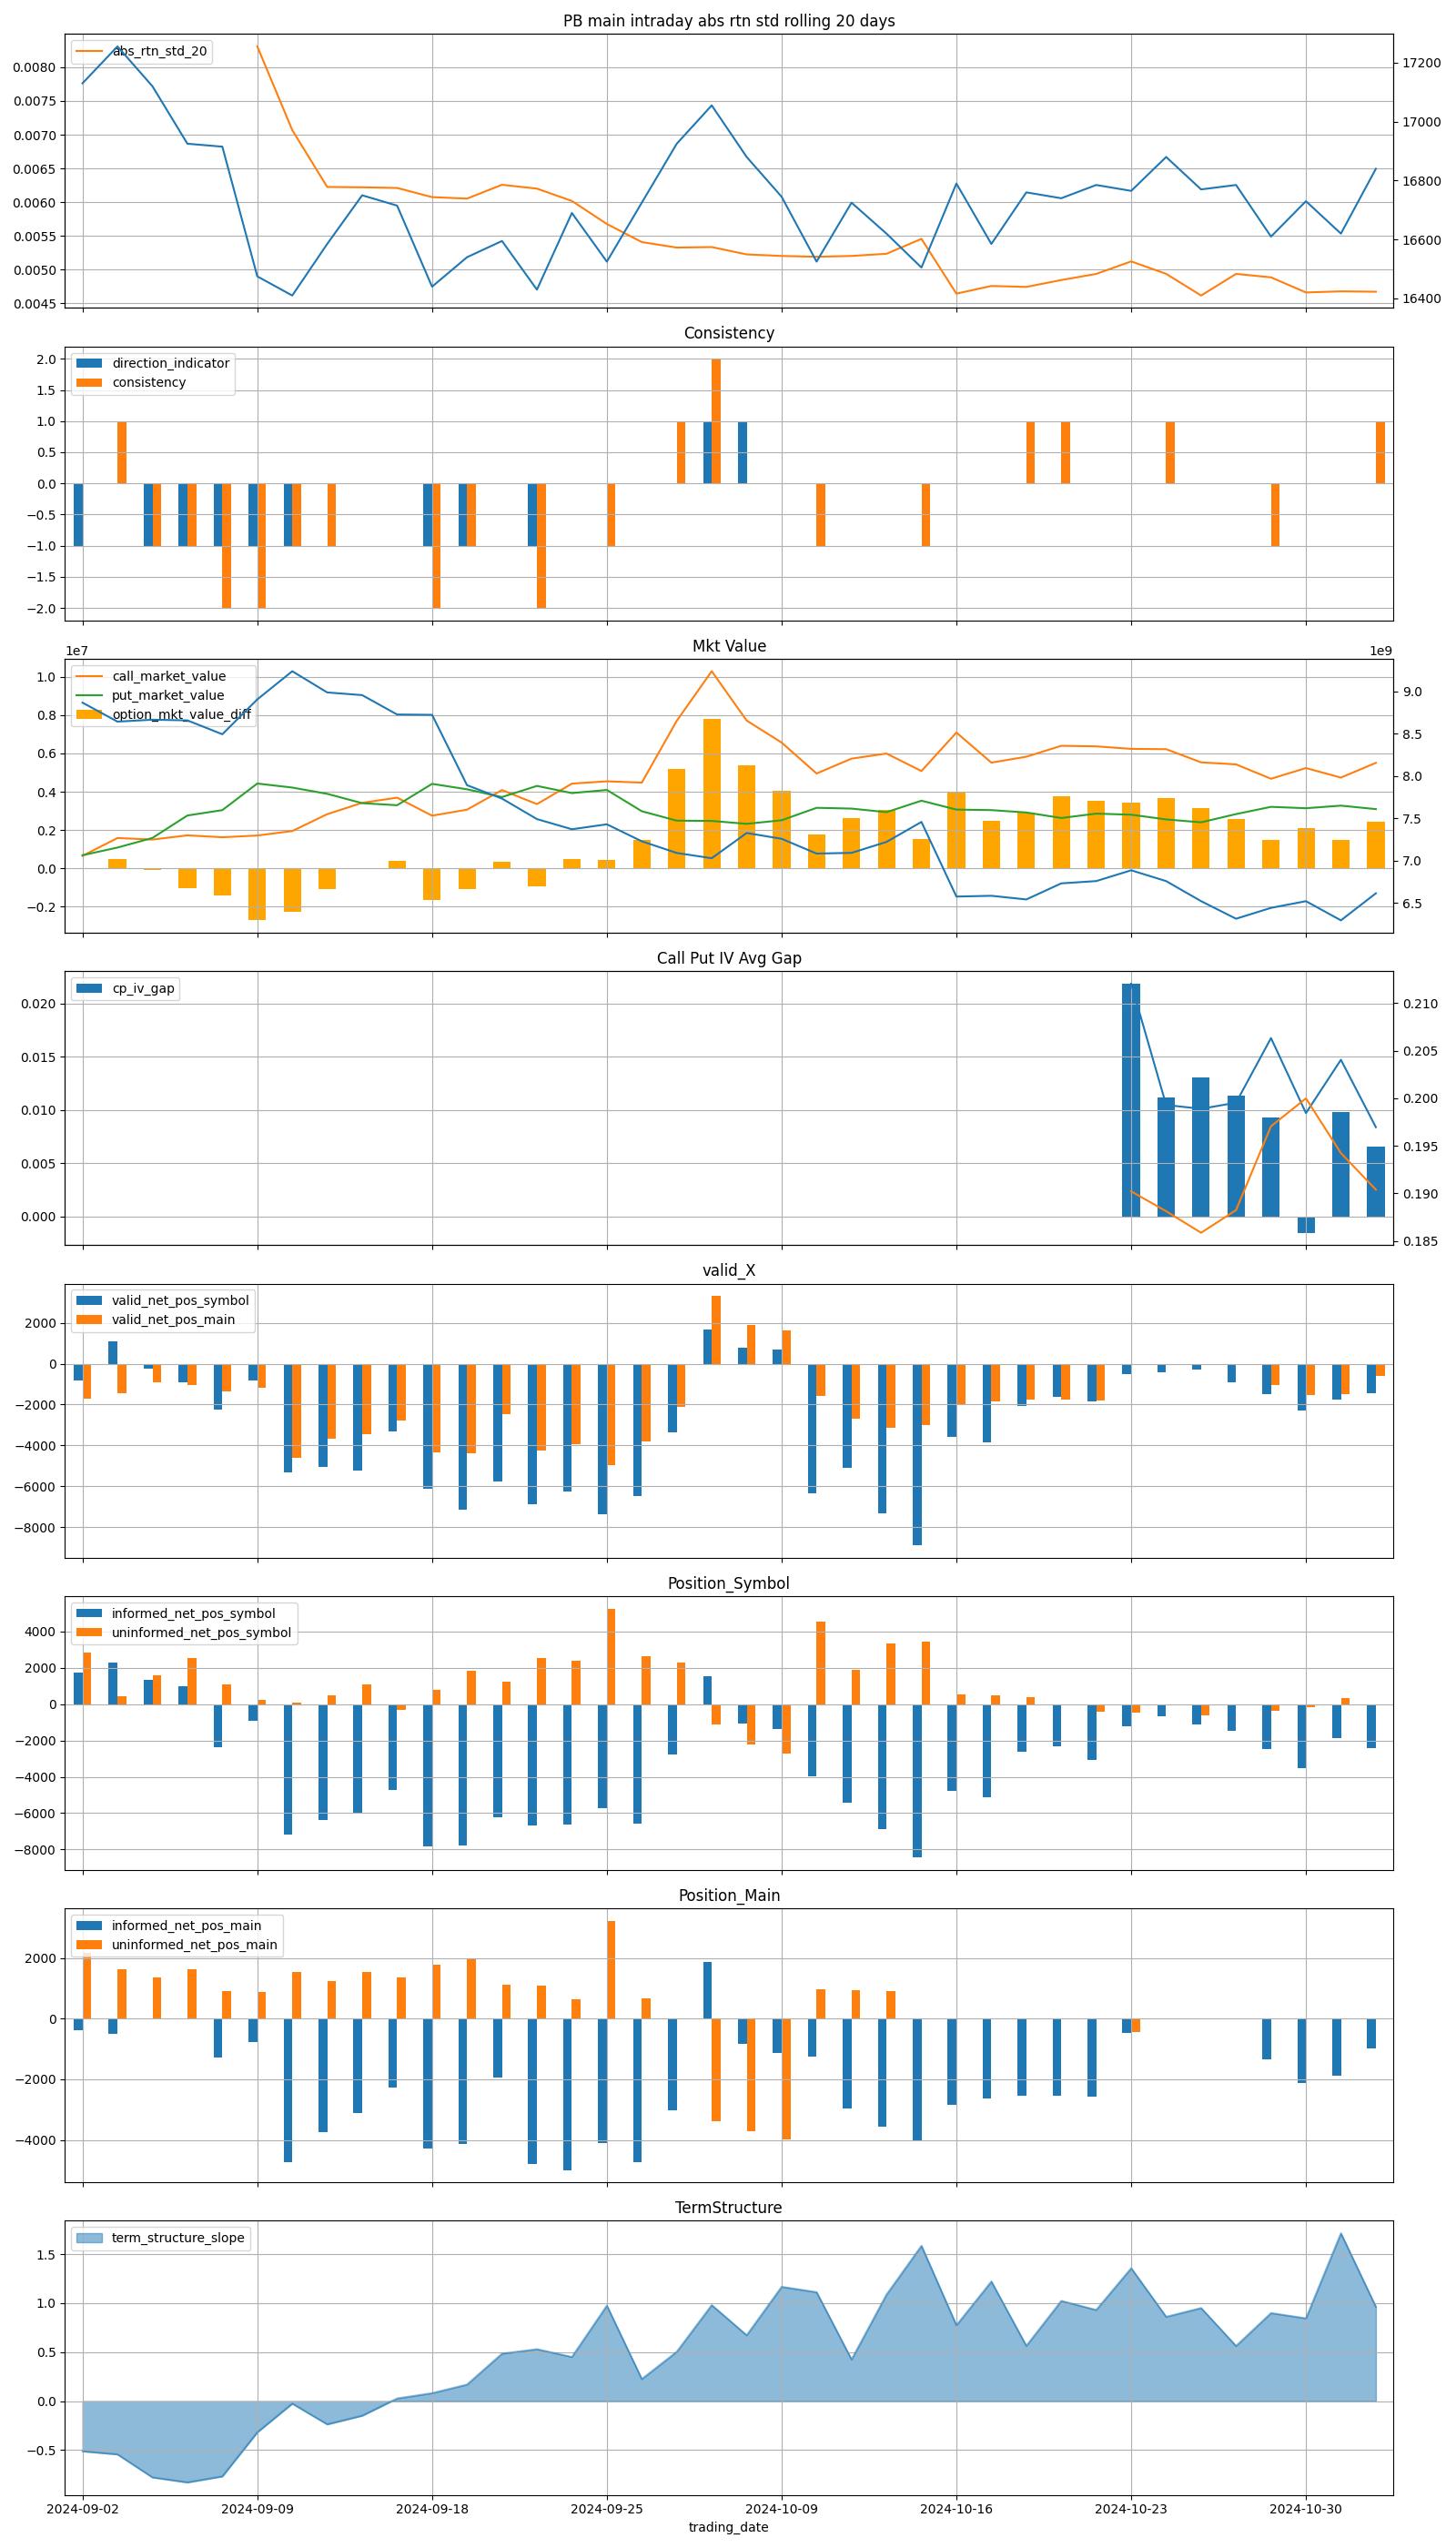 PB main intraday abs rtn std rolling 20 days
abs_rtn_std_20
0.0080
0.0075
0.0070
0.0065
0.0060
0.0055
0.0050
0.0045
17200
17000
16800
16600
16400
Consistency
direction_indicator
consistency
2.0
1.5
1.0
0.5
0.0
−0.5
−1.0
−1.5
−2.0
Mkt Value
1e7
1e9
call_market_value
put_market_value
option_mkt_value_diff
1.0
0.8
0.6
0.4
0.2
0.0
−0.2
9.0
8.5
8.0
7.5
7.0
6.5
Call Put IV Avg Gap
cp_iv_gap
0.020
0.015
0.010
0.005
0.000
0.210
0.205
0.200
0.195
0.190
0.185
valid_X
valid_net_pos_symbol
valid_net_pos_main
2000
0
−2000
−4000
−6000
−8000
Position_Symbol
informed_net_pos_symbol
uninformed_net_pos_symbol
4000
2000
0
−2000
−4000
−6000
−8000
Position_Main
informed_net_pos_main
uninformed_net_pos_main
2000
0
−2000
−4000
TermStructure
term_structure_slope
1.5
1.0
0.5
0.0
−0.5
2024-09-02 2024-09-09 2024-09-18 2024-09-25 2024-10-09 2024-10-16 2024-10-23 2024-10-30
trading_date